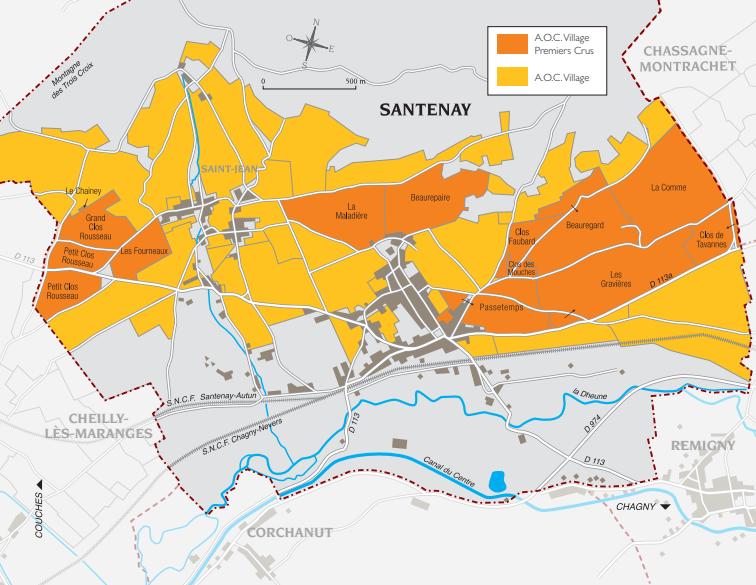 N
O
E
S
500 m
0
A.O.C. Village
Premiers Crus
A.O.C. Village
Montagne
des Trois Croix
CHASSAGNE-
MONTRACHET
SANTENAY
SAINT-JEAN
Le Chainey
Grand
Clos
Rousseau
Petit Clos
Rousseau
Petit Clos
Rousseau
Les Fourneaux
La
Maladière
Beaurepaire
La Comme
Beauregard
Clos
Faubard
Clos des
Mouches
Clos de
Tavannes
Les
Gravières
Passetemps
D 113
D 113a
S.N.C.F. Santenay-Autun
S.N.C.F. Chagny-Nevers
D 113
la Dheune
D 974
D 113
Canal du Centre
CHEILLY-
LÈS-MARANGES
REMIGNY
COUCHES
CHAGNY
CORCHANUT